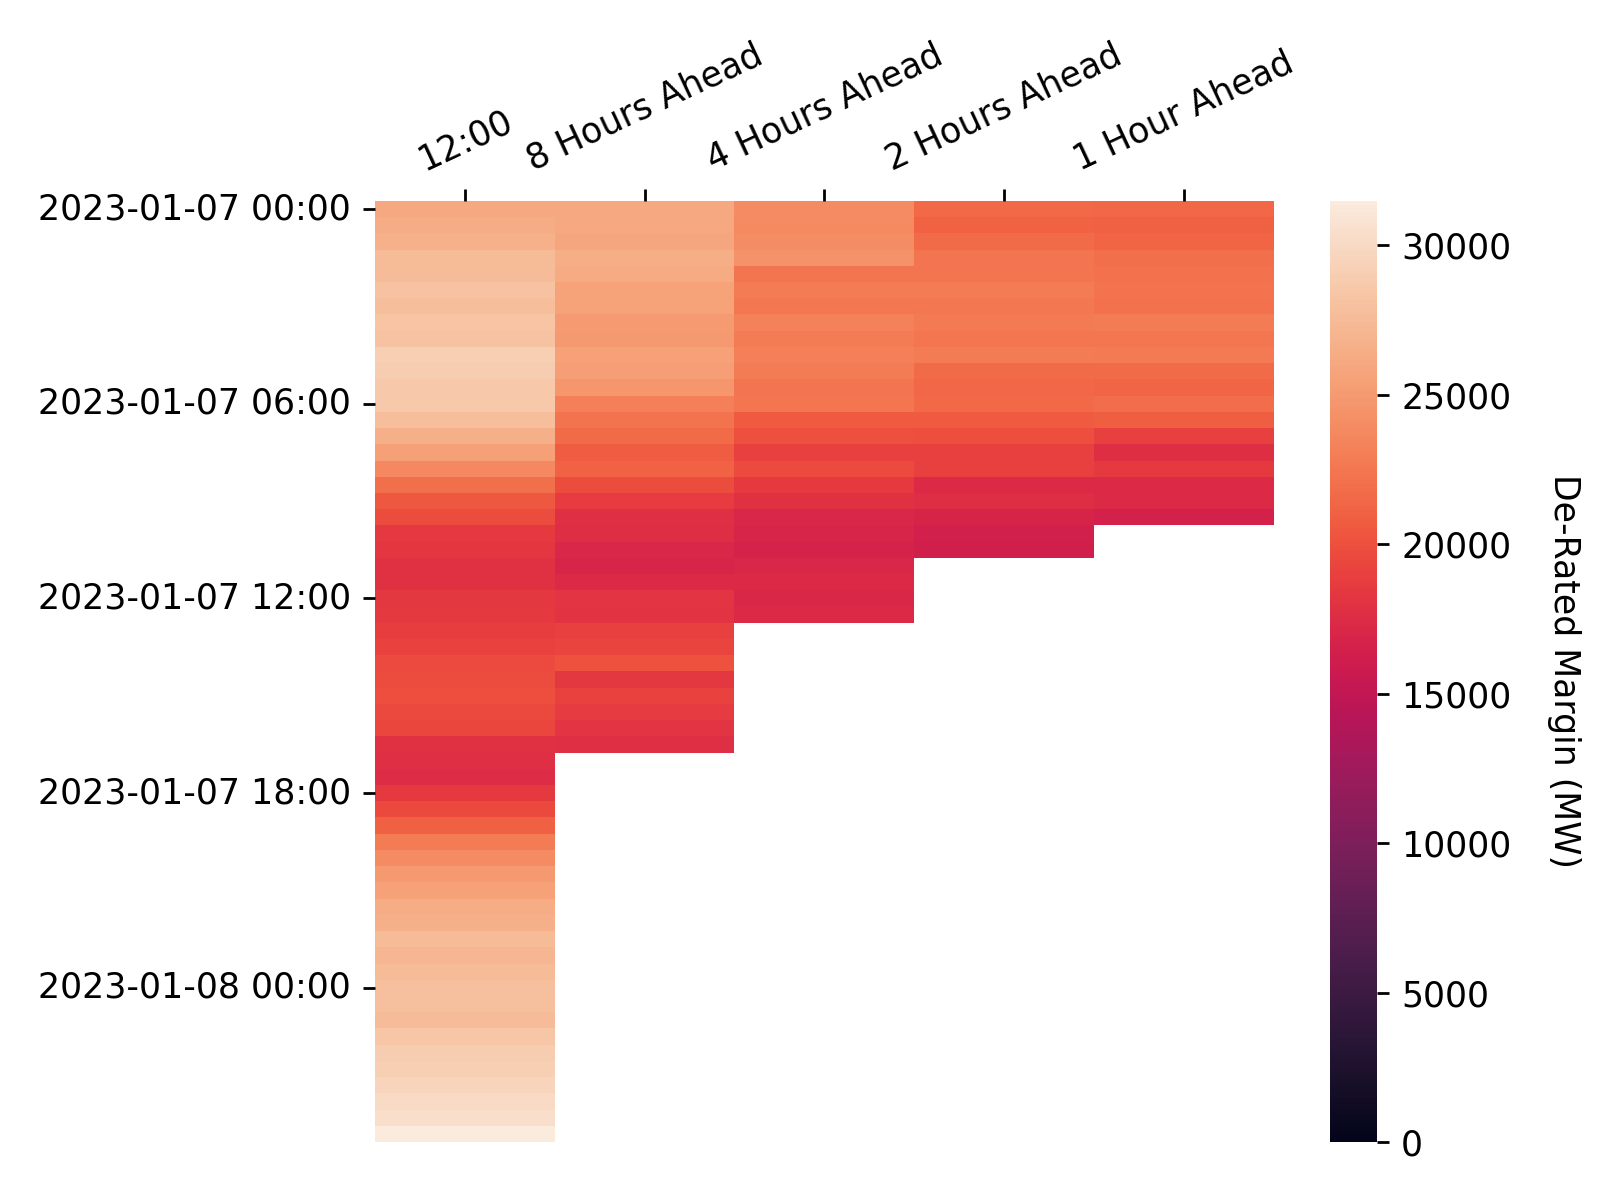 12:00
8 Hours Ahead
4 Hours Ahead
2 Hours Ahead
1 Hour Ahead
2023-01-07 00:00
2023-01-07 06:00
2023-01-07 12:00
2023-01-07 18:00
2023-01-08 00:00
30000
25000
20000
15000
10000
5000
0
De-Rated Margin (MW)